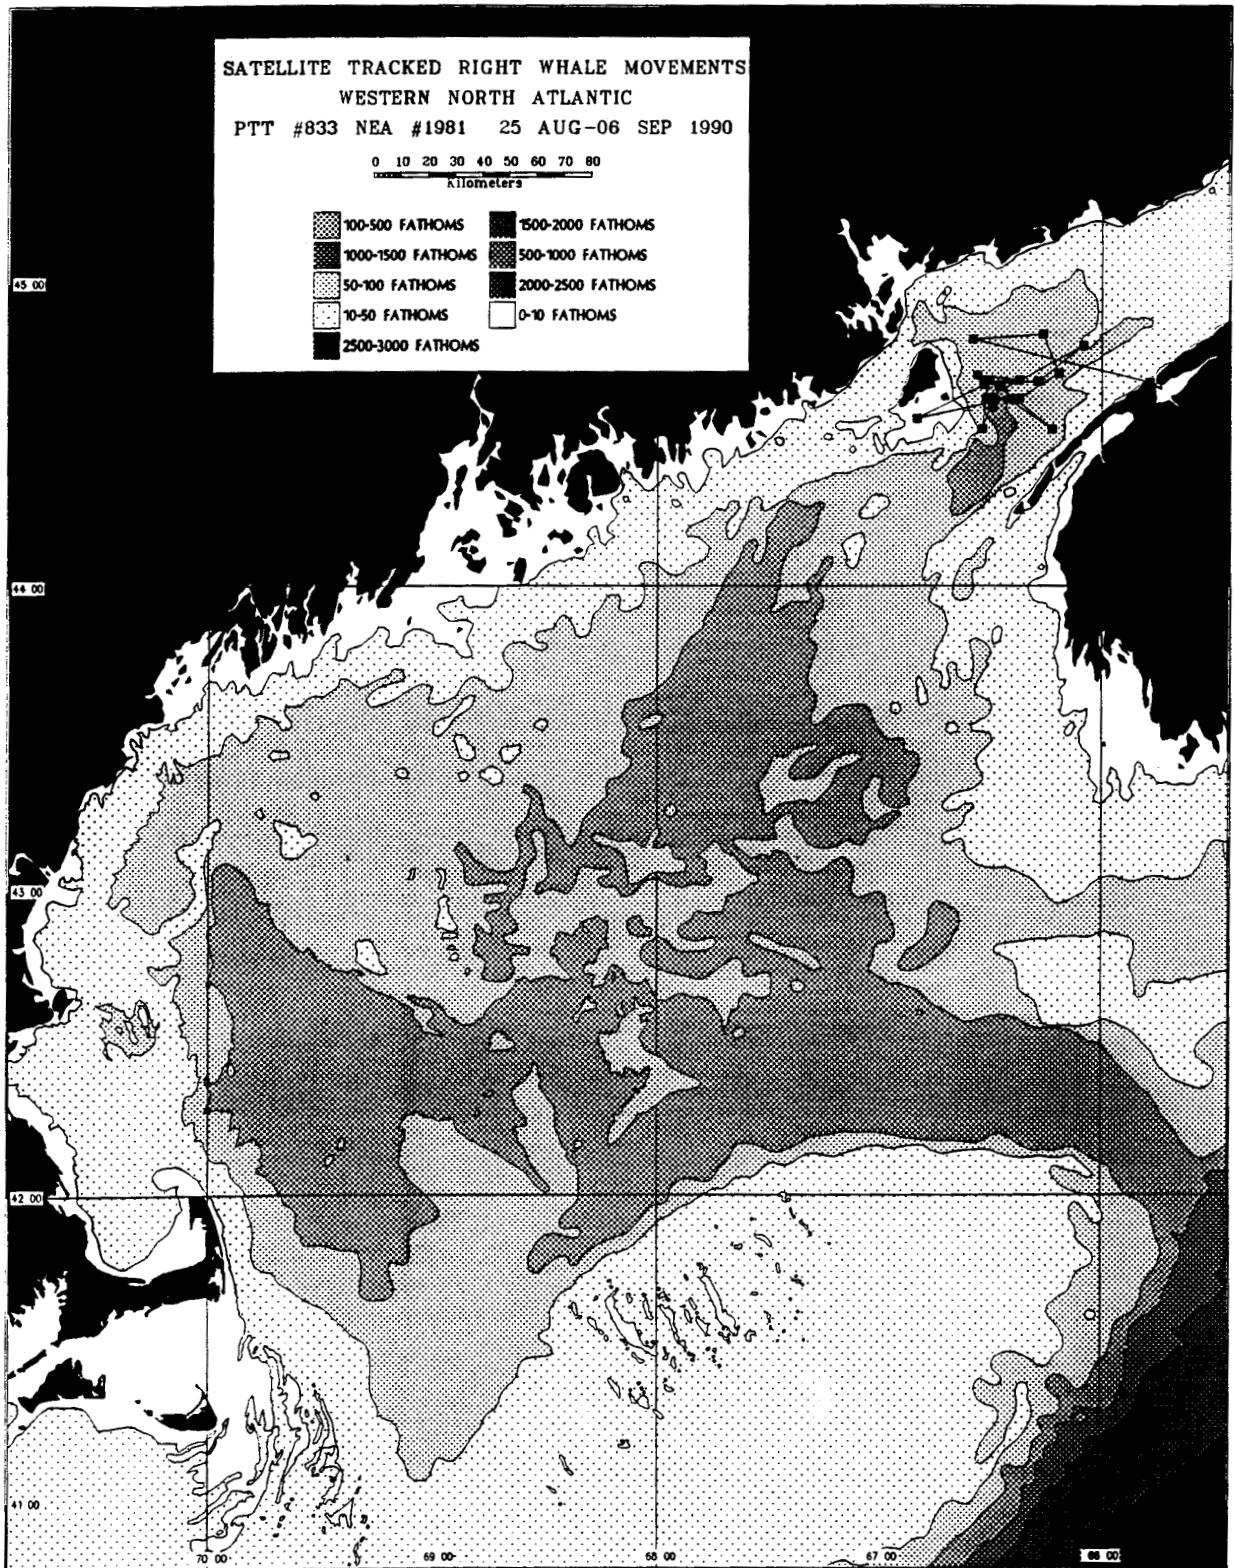 SATELLITE TRACKED RIGHT WHALE MOVEMENTS
WESTERN NORTH ATLANTIC
PTT #833 NEA #1981 25 AUG-06 SEP 1990
0 10 20 30 40 50 60 70 80
Kilometers
100-500 FATHOMS 1500-2000 FATHOMS
1000-1500 FATHOMS 500-1000 FATHOMS
50-100 FATHOMS 2000-2500 FATHOMS
10-50 FATHOMS 0-10 FATHOMS
2500-3000 FATHOMS
45 00
44 00
43 00
42 00
41 00
70 00 69 00 68 00 67 00 66 00